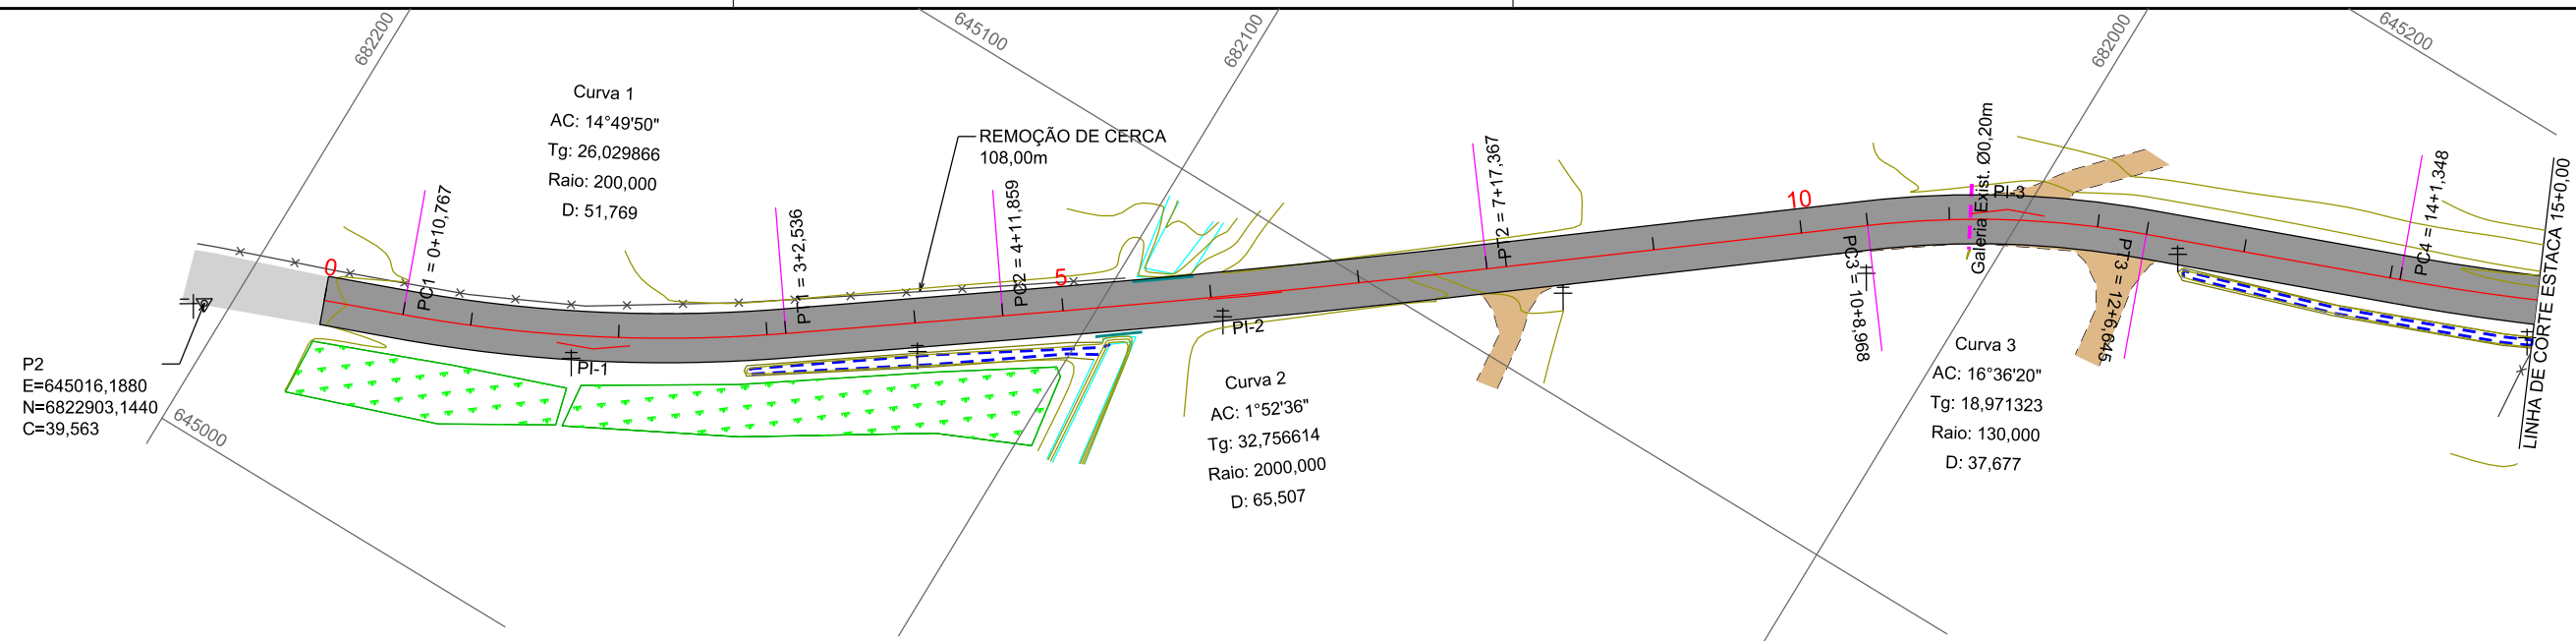 682200
645100
682100
682000
645200
Curva 1
AC: 14°49'50"
Tg: 26,029866
Raio: 200,000
D: 51,769
REMOÇÃO DE CERCA
108,00m
0
PC1 = 0+10,767
PT1 = 3+2,536
PC2 = 4+11,859
5
PT2 = 7+17,367
10
PC3 = 10+8,968
Galeria Exist. Ø0,20m
PI-3
PT3 = 12+6,645
PC4 = 14+1,348
LINHA DE CORTE ESTACA 15+0,00
PI-1
PI-2
P2
E=645016,1880
N=6822903,1440
C=39,563
645000
Curva 2
AC: 1°52'36"
Tg: 32,756614
Raio: 2000,000
D: 65,507
Curva 3
AC: 16°36'20"
Tg: 18,971323
Raio: 130,000
D: 37,677